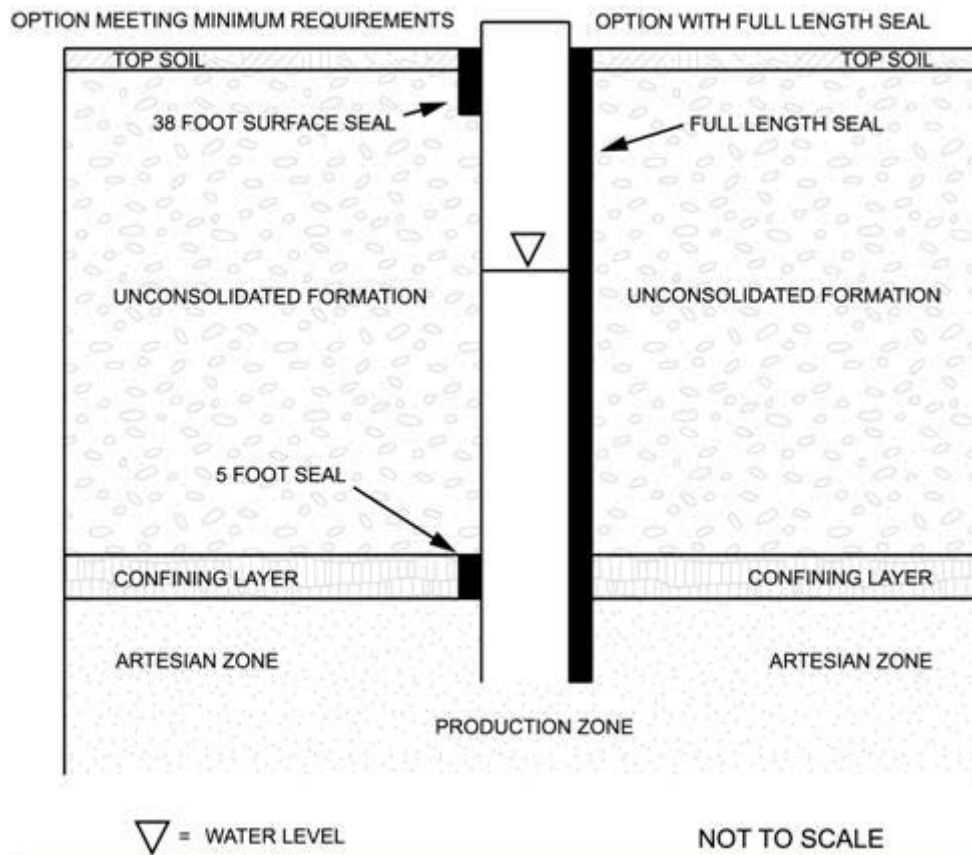 OPTION MEETING MINIMUM REQUIREMENTS
OPTION WITH FULL LENGTH SEAL
TOP SOIL
TOP SOIL
38 FOOT SURFACE SEAL
FULL LENGTH SEAL
UNCONSOLIDATED FORMATION
UNCONSOLIDATED FORMATION
5 FOOT SEAL
CONFINING LAYER
CONFINING LAYER
ARTESIAN ZONE
ARTESIAN ZONE
PRODUCTION ZONE
= WATER LEVEL
NOT TO SCALE